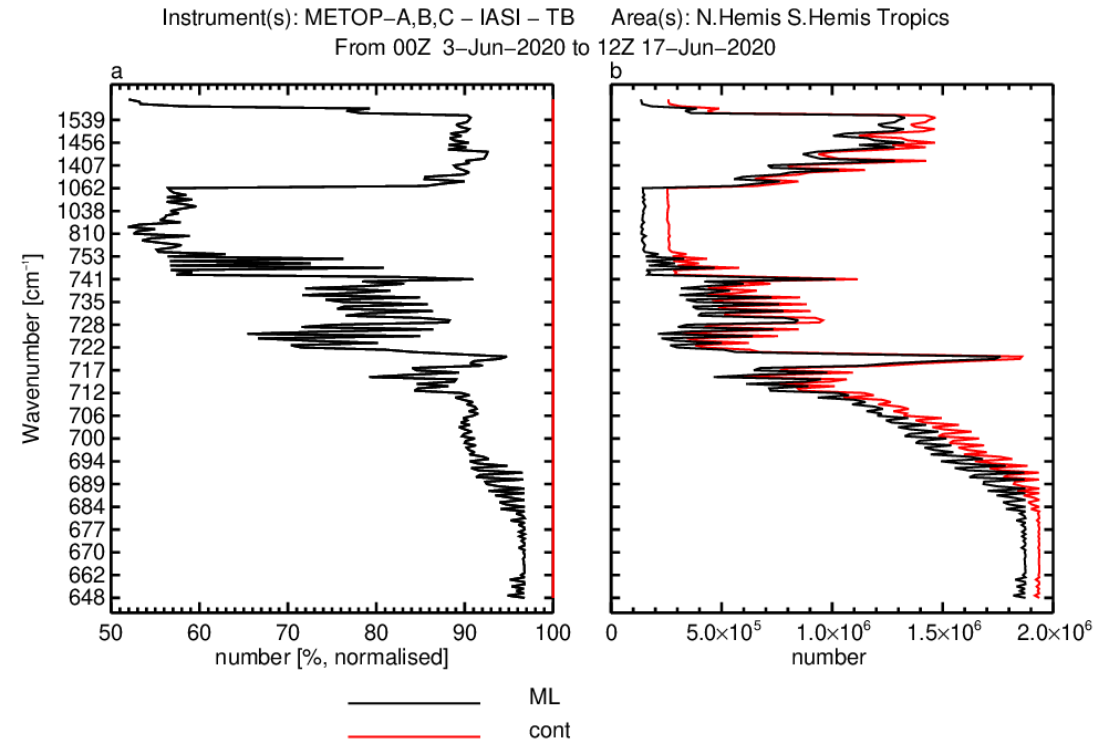 Instrument(s): METOP−A,B,C − IASI − TB Area(s): N.Hemis S.Hemis Tropics
From 00Z 3−Jun−2020 to 12Z 17−Jun−2020
a b
Wavenumber [cm⁻¹]
1539
1456
1407
1062
1038
810
753
741
735
728
722
717
712
706
700
694
689
684
677
670
662
648
50 60 70 80 90 100 0 5.0×10⁵ 1.0×10⁶ 1.5×10⁶ 2.0×10⁶
number [%, normalised] number
ML
cont